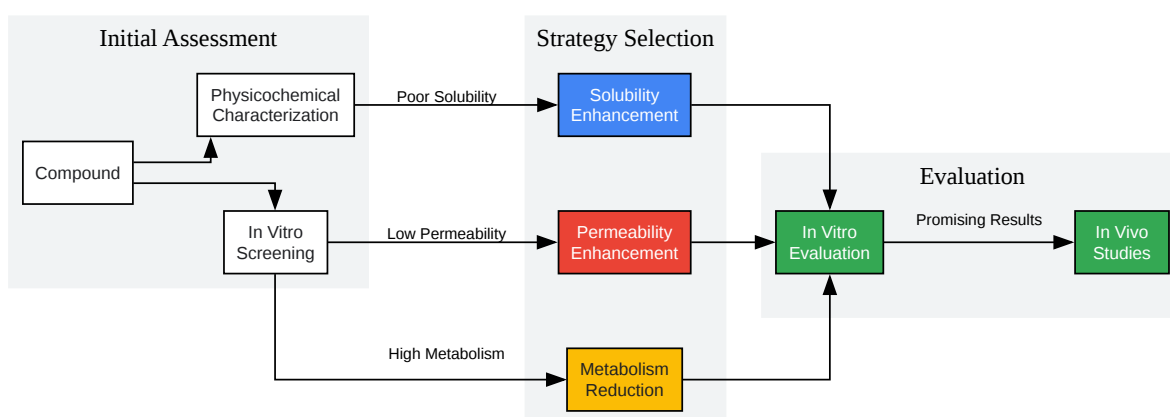 Initial Assessment
Strategy Selection
Physicochemical
Characterization
Poor Solubility
Solubility
Enhancement
Compound
Evaluation
In Vitro
Screening
Low Permeability
Permeability
Enhancement
In Vitro
Evaluation
Promising Results
In Vivo
Studies
High Metabolism
Metabolism
Reduction